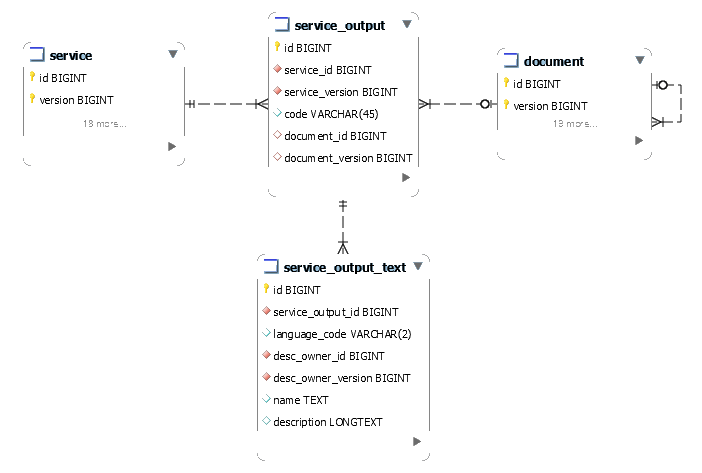 service
id BIGINT
version BIGINT
18 more...
service_output
id BIGINT
service_id BIGINT
service_version BIGINT
code VARCHAR(45)
document_id BIGINT
document_version BIGINT
document
id BIGINT
version BIGINT
19 more...
service_output_text
id BIGINT
service_output_id BIGINT
language_code VARCHAR(2)
desc_owner_id BIGINT
desc_owner_version BIGINT
name TEXT
description LONGTEXT